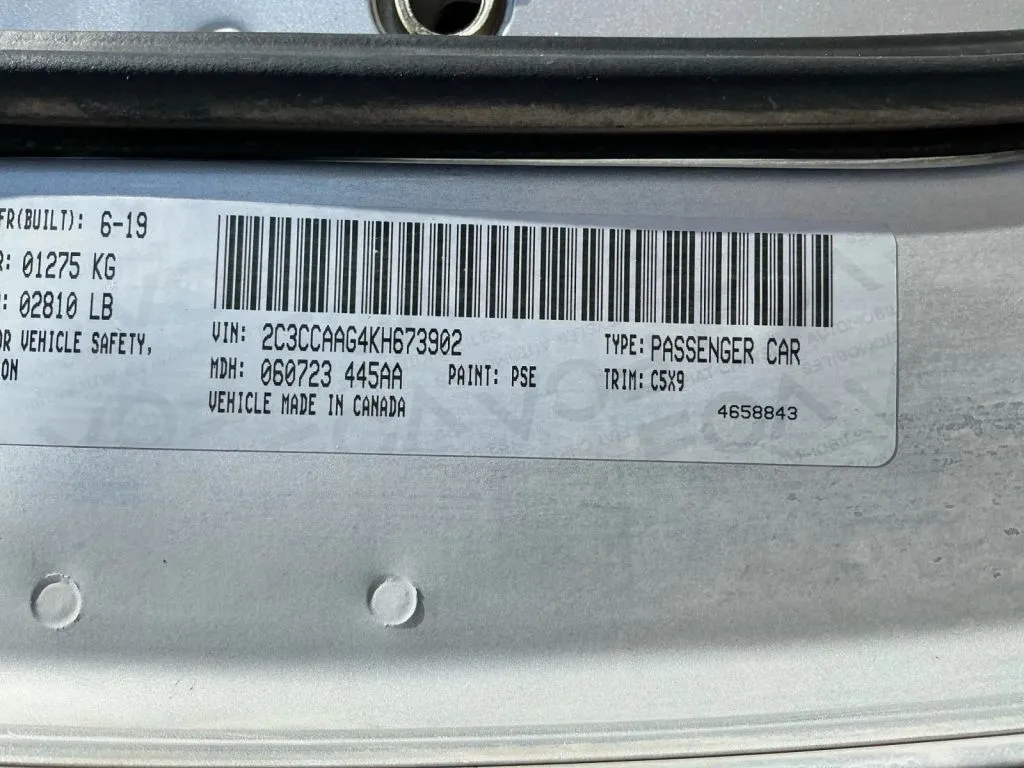 FR(BUILT): 6-19
R: 01275 KG
: 02810 LB
OR VEHICLE SAFETY,
ON
VIN: 2C3CCAAG4KH673902 TYPE: PASSENGER CAR
MDH: 060723 445AA PAINT: PSE TRIM: C5X9
VEHICLE MADE IN CANADA 4658843